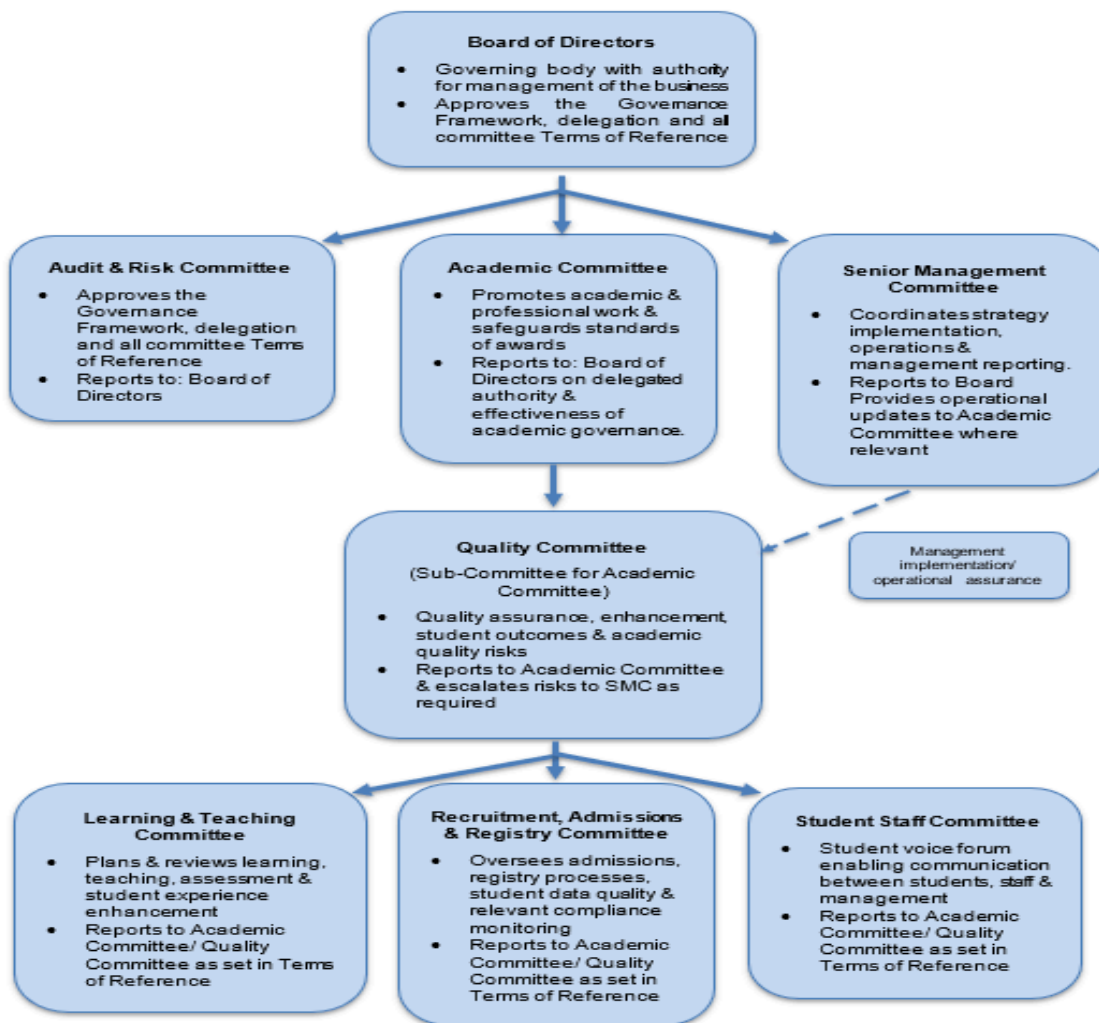 Board of Directors
• Governing body with authority
for management of the business
• Approves the Governance
Framework, delegation and all
committee Terms of Reference
Audit & Risk Committee
• Approves the
Governance
Framework, delegation
and all committee Terms
of Reference
• Reports to: Board of
Directors
Academic Committee
• Promotes academic &
professional work &
safeguards standards
of awards
• Reports to: Board of
Directors on delegated
authority &
effectiveness of
academic governance.
Senior Management
Committee
• Coordinates strategy
implementation,
operations &
management reporting.
• Reports to Board
Provides operational
updates to Academic
Committee where
relevant
Quality Committee
(Sub-Committee for Academic
Committee)
• Quality assurance, enhancement,
student outcomes & academic
quality risks
• Reports to Academic Committee
& escalates risks to SMC as
required
Management
implementation/
operational assurance
Learning & Teaching
Committee
• Plans & reviews learning,
teaching, assessment &
student experience
enhancement
• Reports to Academic
Committee/ Quality
Committee as set in Terms
of Reference
Recruitment, Admissions
& Registry Committee
• Oversees admissions,
registry processes,
student data quality &
relevant compliance
monitoring
• Reports to Academic
Committee/ Quality
Committee as set in
Terms of Reference
Student Staff Committee
• Student voice forum
enabling communication
between students, staff &
management
• Reports to Academic
Committee/ Quality
Committee as set in
Terms of Reference